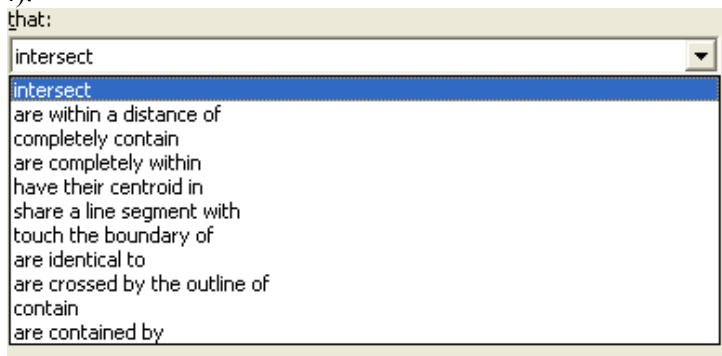 that:
intersect
intersect
are within a distance of
completely contain
are completely within
have their centroid in
share a line segment with
touch the boundary of
are identical to
are crossed by the outline of
contain
are contained by